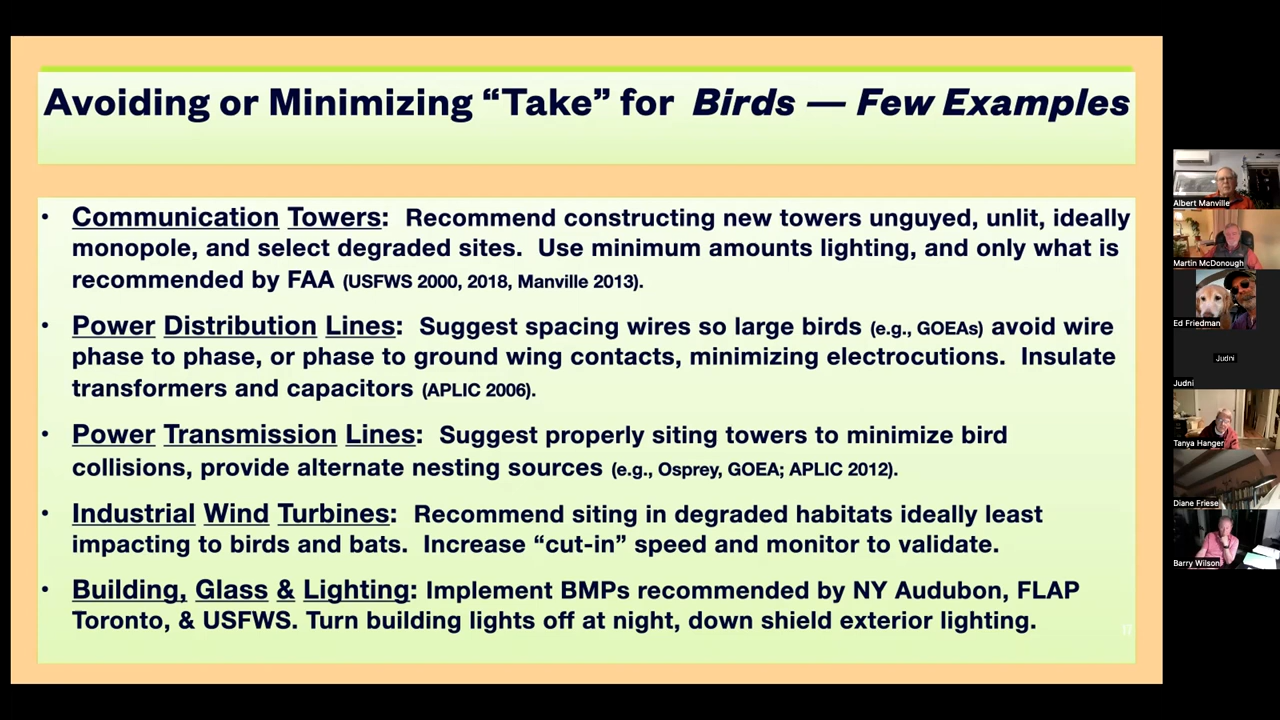 Avoiding or Minimizing “Take” for Birds — Few Examples
• Communication Towers: Recommend constructing new towers unguyed, unlit, ideally
monopole, and select degraded sites. Use minimum amounts lighting, and only what is
recommended by FAA (USFWS 2000, 2018, Manville 2013).
• Power Distribution Lines: Suggest spacing wires so large birds (e.g., GOEAs) avoid wire
phase to phase, or phase to ground wing contacts, minimizing electrocutions. Insulate
transformers and capacitors (APLIC 2006).
• Power Transmission Lines: Suggest properly siting towers to minimize bird
collisions, provide alternate nesting sources (e.g., Osprey, GOEA; APLIC 2012).
• Industrial Wind Turbines: Recommend siting in degraded habitats ideally least
impacting to birds and bats. Increase “cut-in” speed and monitor to validate.
• Building, Glass & Lighting: Implement BMPs recommended by NY Audubon, FLAP
Toronto, & USFWS. Turn building lights off at night, down shield exterior lighting.
17
Albert Manville
Martin McDonough
Ed Friedman
Judni
Judni
Tanya Hanger
Diane Friese
Barry Wilson